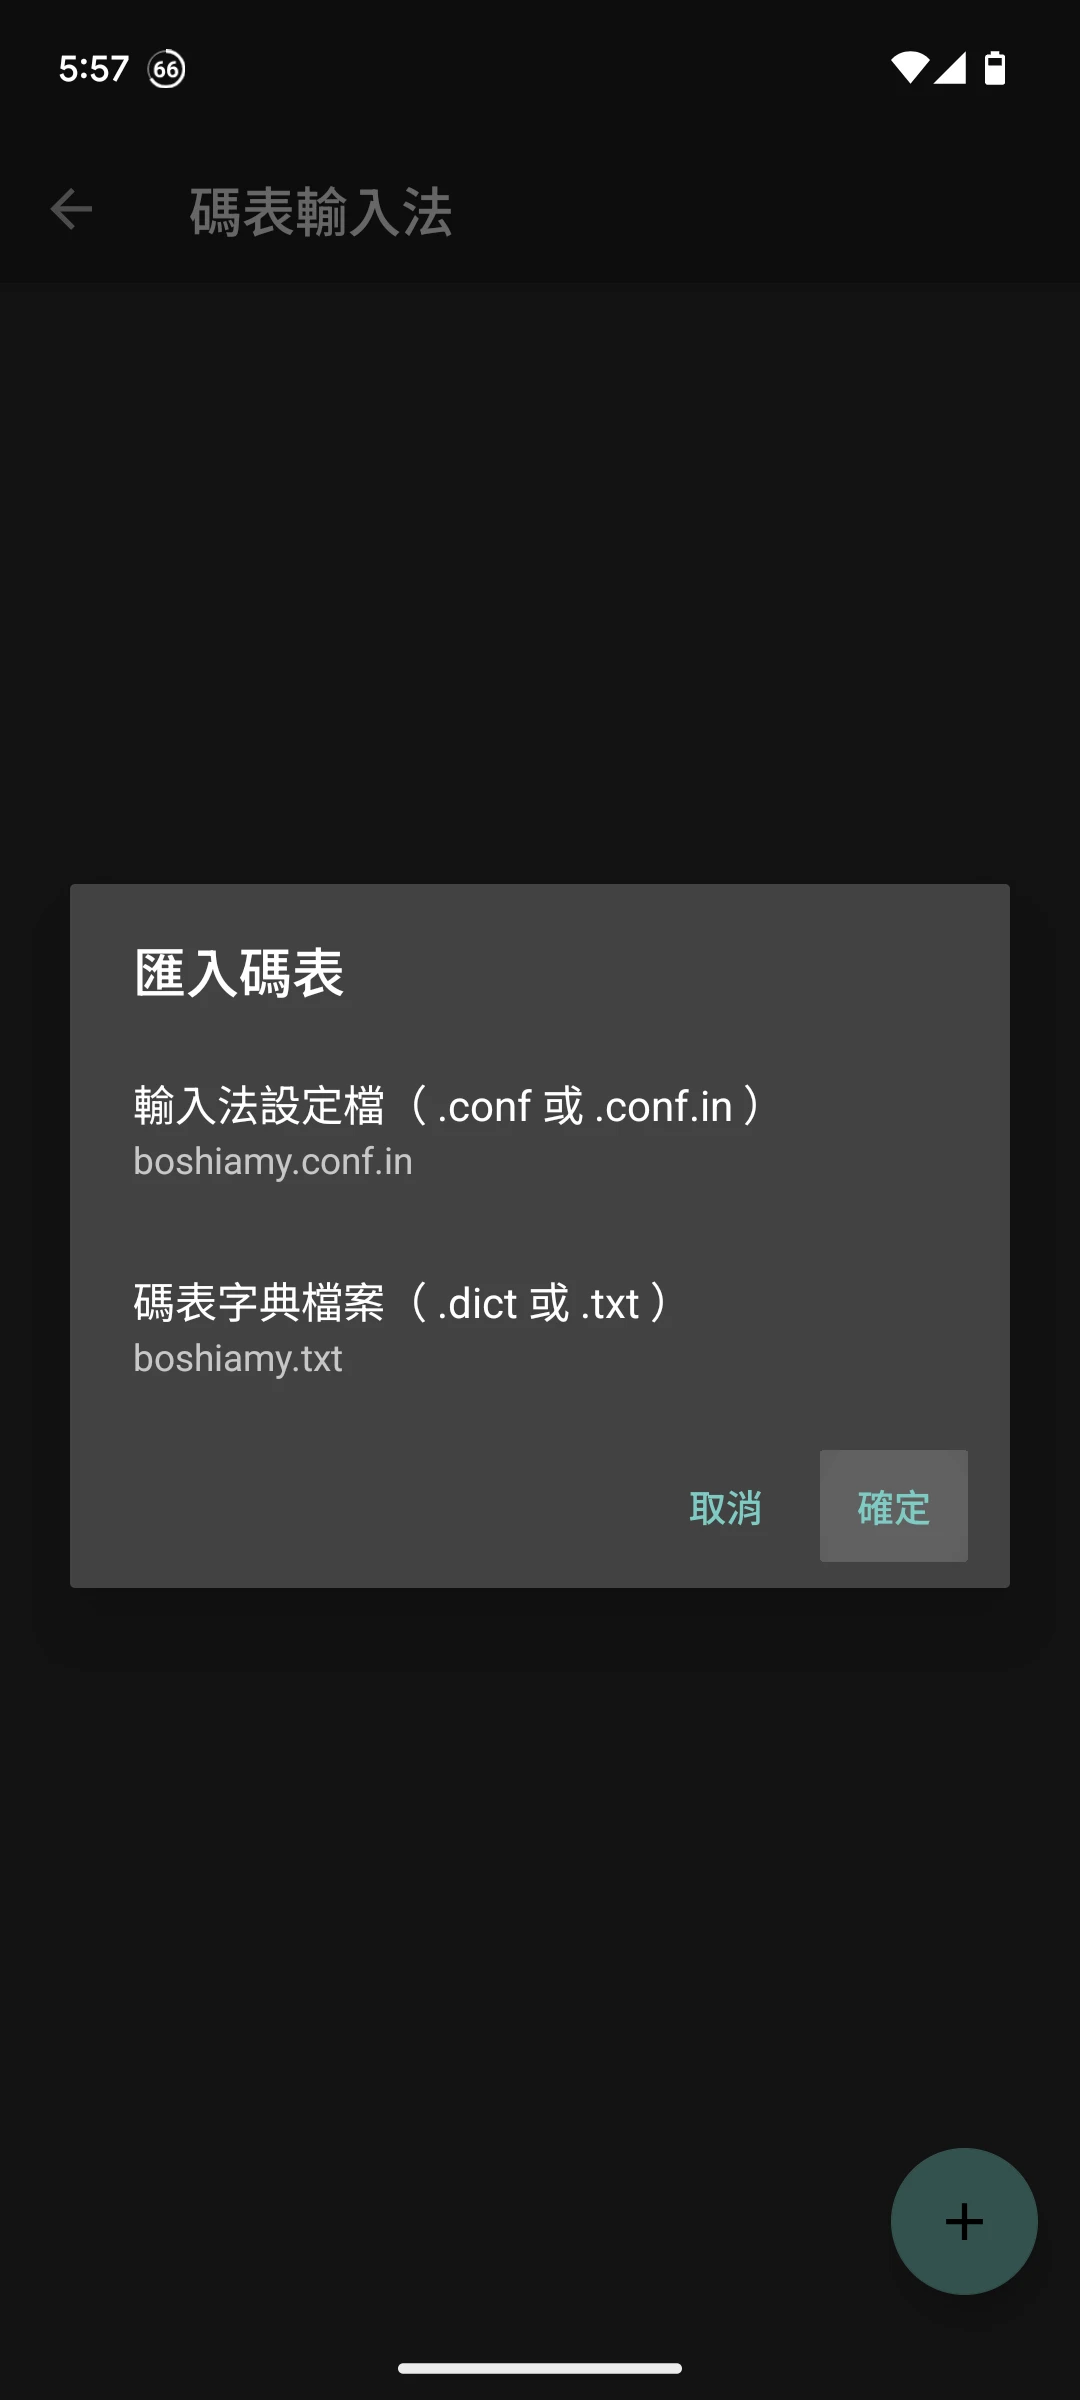 5:57 66
碼表輸入法
匯入碼表
輸入法設定檔（ .conf 或 .conf.in ）
boshiamy.conf.in
碼表字典檔案（ .dict 或 .txt ）
boshiamy.txt
取消 確定